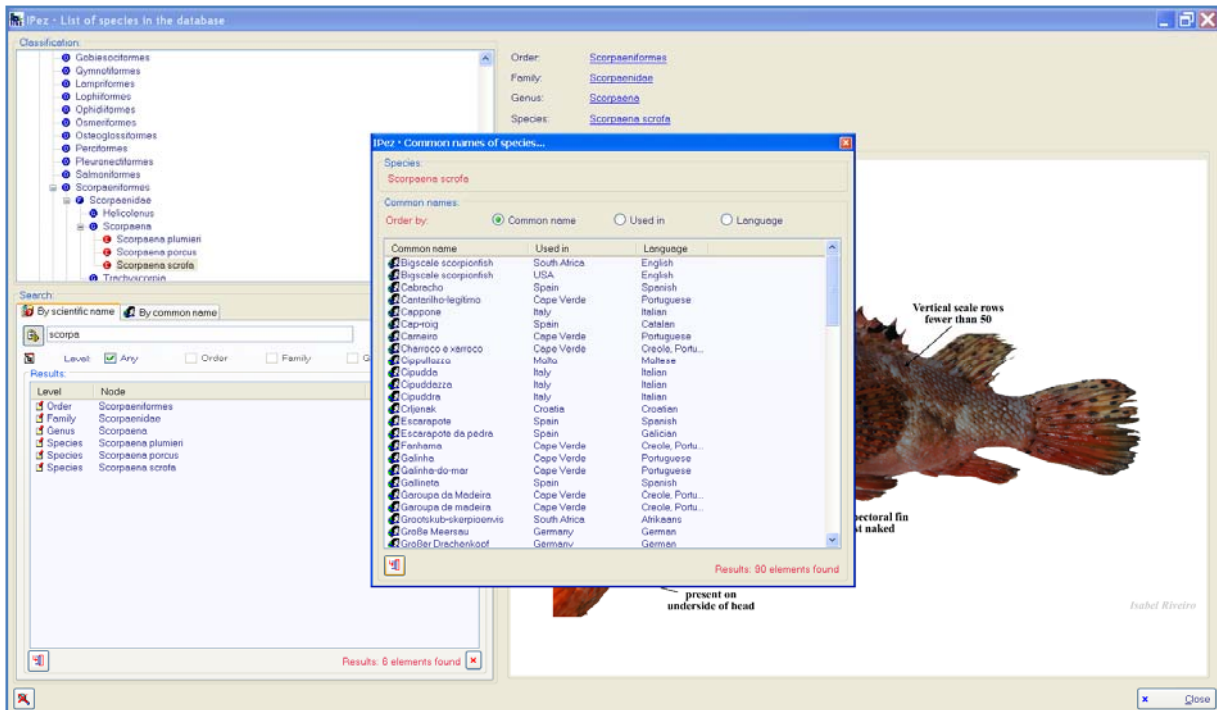 IPez - List of species in the database
Classification:
Gobiesociformes
Gymnotiformes
Lampriformes
Lophiiformes
Ophidiiformes
Osmeriformes
Osteoglossiformes
Perciformes
Pleuronectiformes
Salmoniformes
Scorpaeniformes
Scorpaenidae
Helicolenus
Scorpaena
Scorpaena plumieri
Scorpaena porcus
Scorpaena scrofa
Trachyscorpia
Order: Scorpaeniformes
Family: Scorpaenidae
Genus: Scorpaena
Species: Scorpaena scrofa
Search:
By scientific name By common name
scorpa
Level: Any Order Family G
Results:
Level Node
Order Scorpaeniformes
Family Scorpaenidae
Genus Scorpaena
Species Scorpaena plumieri
Species Scorpaena porcus
Species Scorpaena scrofa
Results: 6 elements found
IPez - Common names of species...
Species:
Scorpaena scrofa
Common names:
Order by: Common name Used in Language
Common name Used in Language
Bigscale scorpionfish South Africa English
Bigscale scorpionfish USA English
Cabracho Spain Spanish
Cantarilho-legítimo Cape Verde Portuguese
Cappone Italy Italian
Cap-roig Spain Catalan
Carneiro Cape Verde Portuguese
Charroco e xarroco Cape Verde Creole, Portu...
Cippullazza Malta Maltese
Cipudda Italy Italian
Cipuddazza Italy Italian
Cipuddra Italy Italian
Crljenak Croatia Croatian
Escarapote Spain Spanish
Escarapote da pedra Spain Galician
Fanhama Cape Verde Creole, Portu...
Galinha Cape Verde Portuguese
Galinha-do-mar Cape Verde Portuguese
Gallineta Spain Spanish
Garoupa da Madeira Cape Verde Creole, Portu...
Garoupa de madeira Cape Verde Creole, Portu...
Grootskub-skerpioenvis South Africa Afrikaans
Große Meersau Germany German
Großer Drachenkopf Germany German
Results: 90 elements found
Vertical scale rows
fewer than 50
pectoral fin
naked
present on
underside of head
Isabel Riveiro
Close